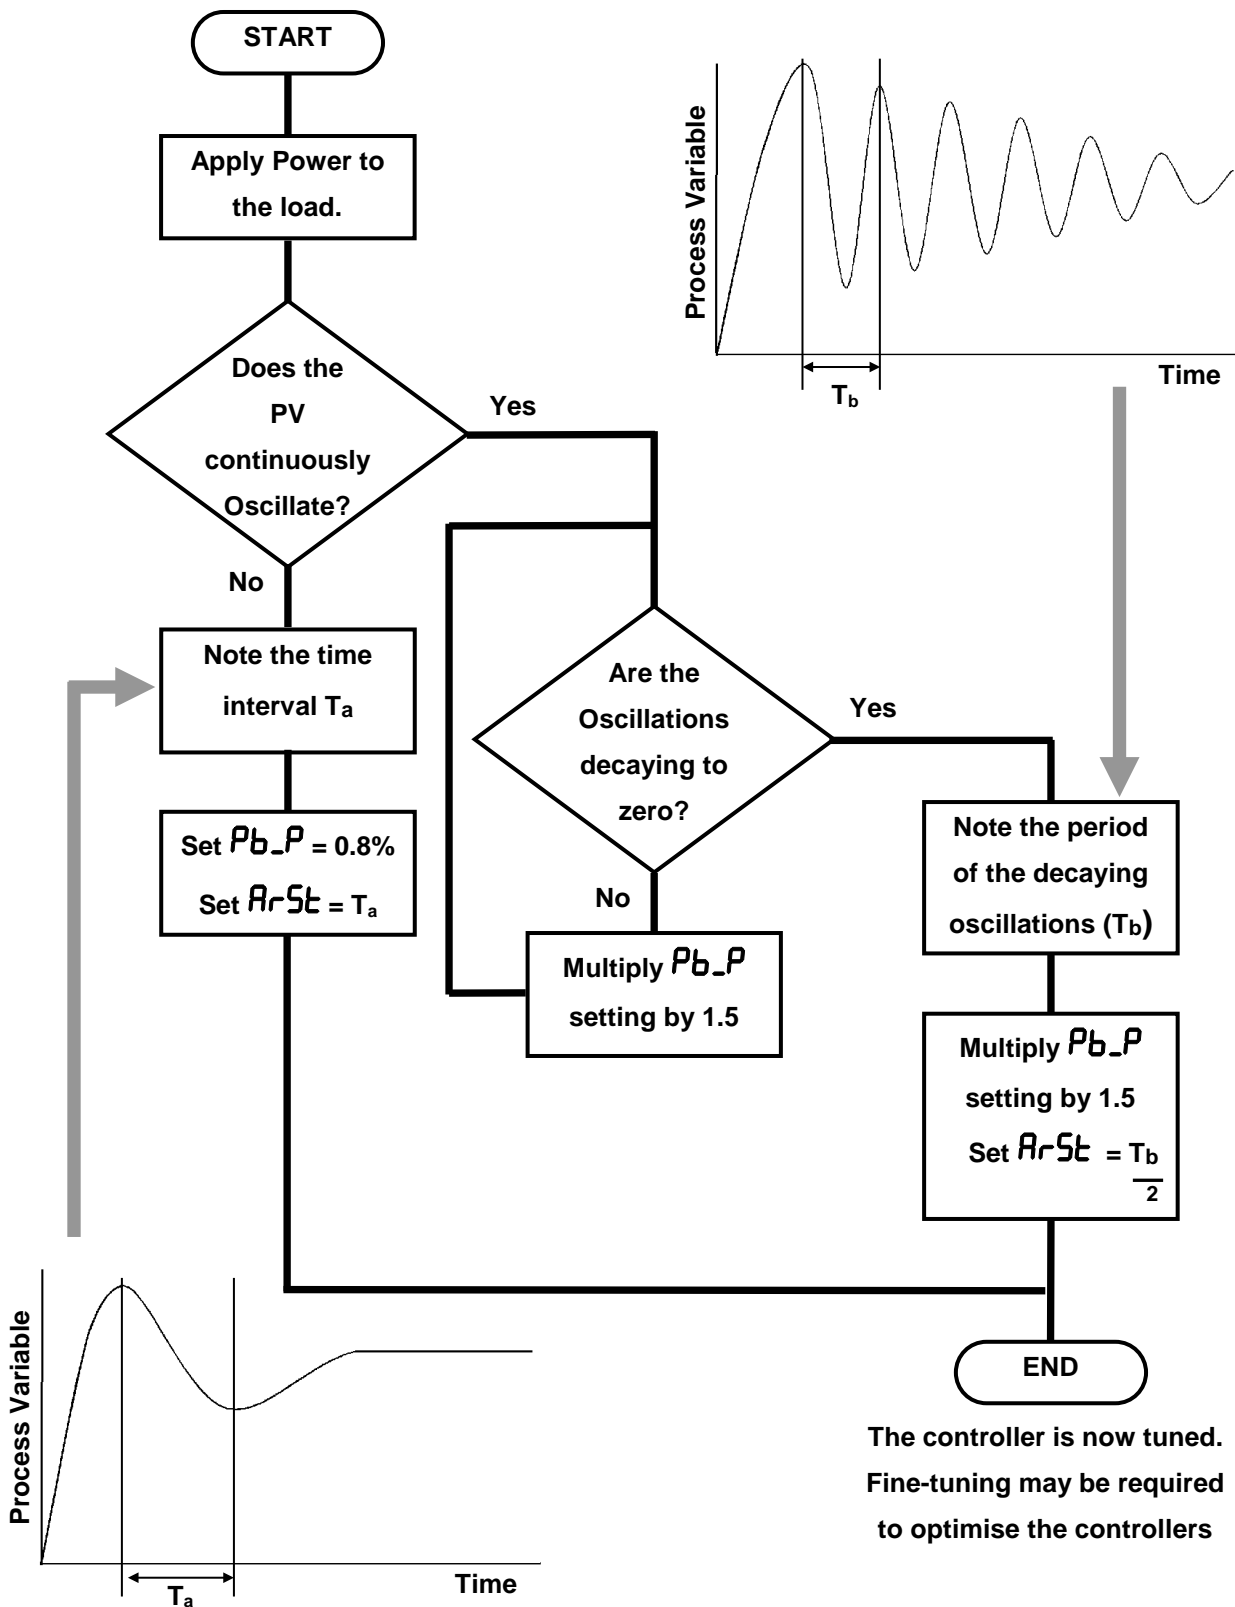 START
Apply Power to
the load.
Does the
PV
continuously
Oscillate?
Yes
No
Note the time
interval Ta
Set Pb_P = 0.8%
Set ArSt = Ta
Are the
Oscillations
decaying to
zero?
Yes
No
Multiply Pb_P
setting by 1.5
Process Variable
Time
Tb
Note the period
of the decaying
oscillations (Tb)
Multiply Pb_P
setting by 1.5
Set ArSt = Tb
2
END
The controller is now tuned.
Fine-tuning may be required
to optimise the controllers
Process Variable
Time
Ta